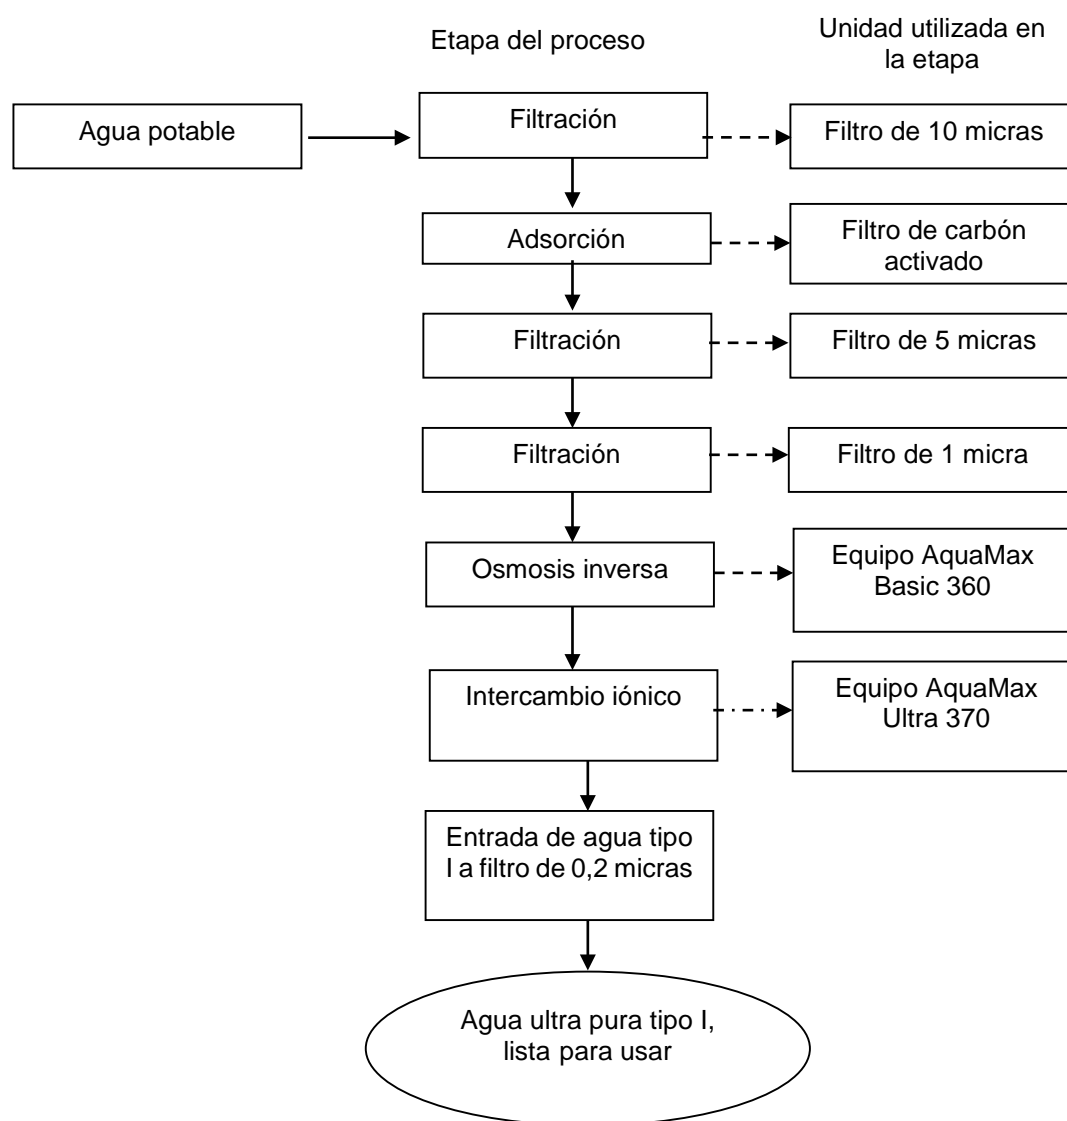 Etapa del proceso
Unidad utilizada en
la etapa
Agua potable
Filtración
Filtro de 10 micras
Adsorción
Filtro de carbón
activado
Filtración
Filtro de 5 micras
Filtración
Filtro de 1 micra
Osmosis inversa
Equipo AquaMax
Basic 360
Intercambio iónico
Equipo AquaMax
Ultra 370
Entrada de agua tipo
I a filtro de 0,2 micras
Agua ultra pura tipo I,
lista para usar